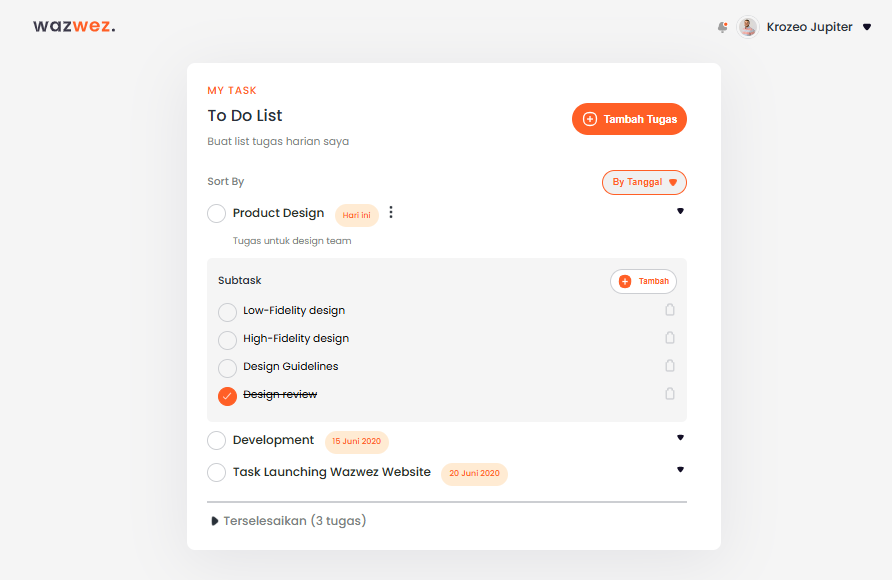 wazwez.
Krozeo Jupiter
MY TASK
To Do List
Tambah Tugas
Buat list tugas harian saya
Sort By
By Tanggal
Product Design
Hari ini
Tugas untuk design team
Subtask
Tambah
Low-Fidelity design
High-Fidelity design
Design Guidelines
Design review
Development
15 Juni 2020
Task Launching Wazwez Website
20 Juni 2020
Terselesaikan (3 tugas)